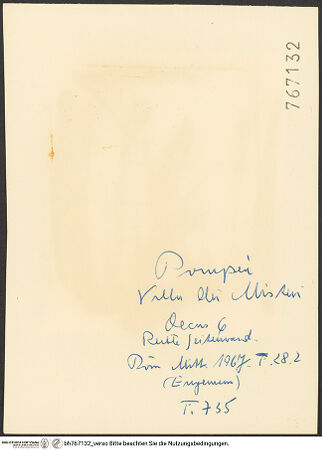 767132
Pompei
Villa dei Misteri
Oecus 6
Rechte Seitenwand.
Röm Mitt. 1967, T. 28.2
(Engemann)
T. 735
bh767132_verso Bitte beachten Sie die Nutzungsbedingungen.